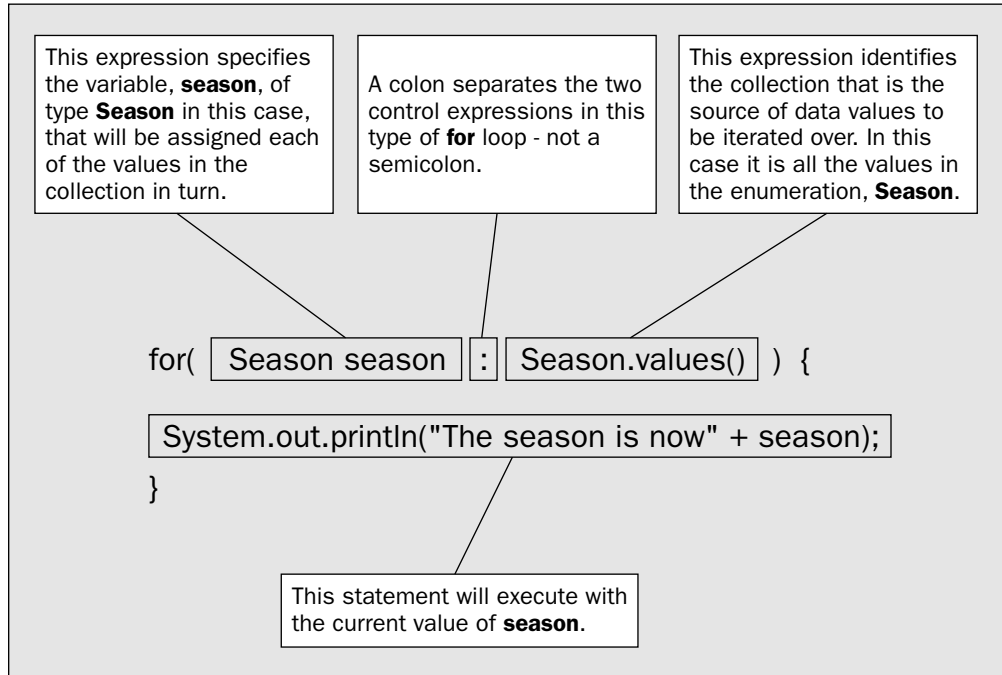 This expression specifies
the variable, season, of
type Season in this case,
that will be assigned each
of the values in the
collection in turn.
A colon separates the two
control expressions in this
type of for loop - not a
semicolon.
This expression identifies
the collection that is the
source of data values to
be iterated over. In this
case it is all the values in
the enumeration, Season.
for( Season season : Season.values() ) {
System.out.println("The season is now" + season);
}
This statement will execute with
the current value of season.